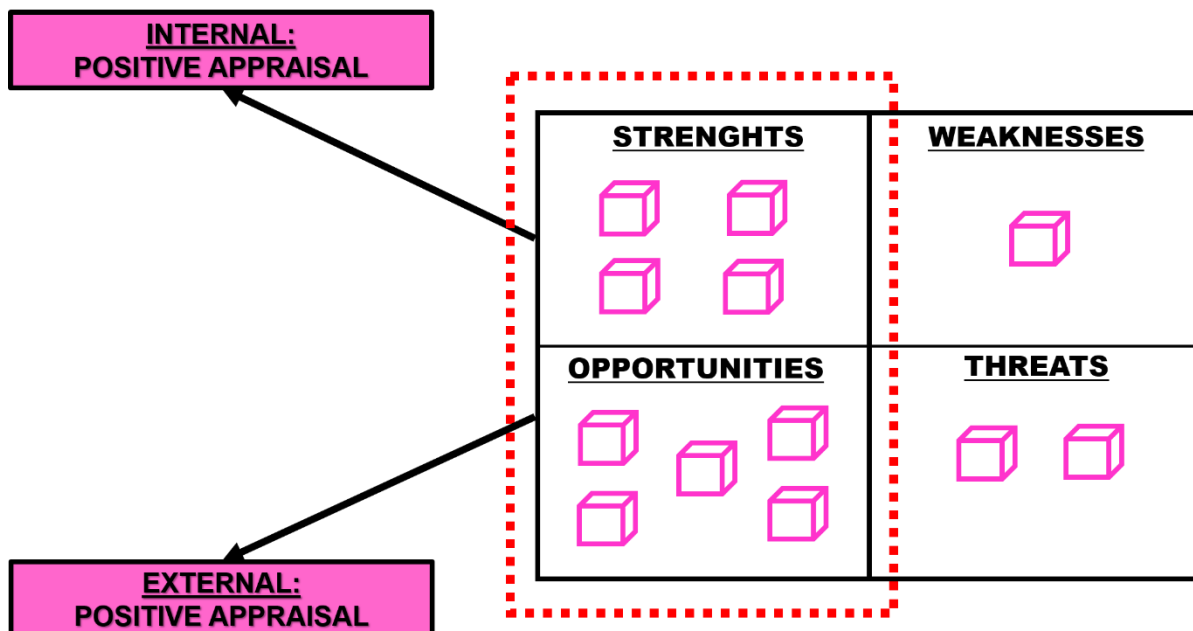 INTERNAL:
POSITIVE APPRAISAL
STRENGHTS
WEAKNESSES
OPPORTUNITIES
THREATS
EXTERNAL:
POSITIVE APPRAISAL